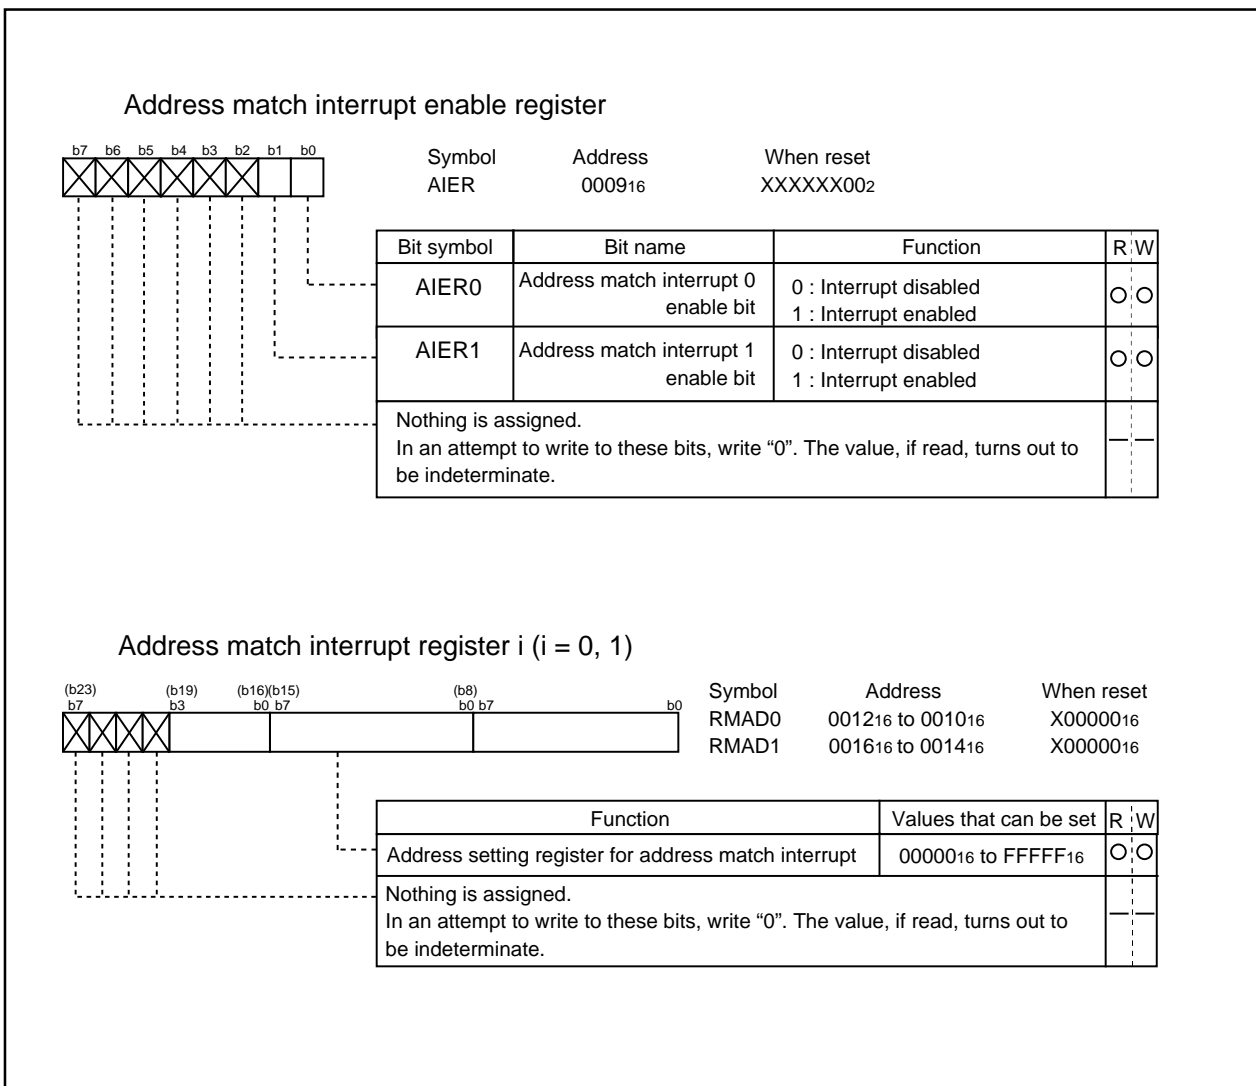 Address match interrupt enable register
b7 b6 b5 b4 b3 b2 b1 b0
Symbol Address When reset
AIER 000916 XXXXXX002
Bit symbol Bit name Function R W
AIER0 Address match interrupt 0 enable bit 0 : Interrupt disabled
1 : Interrupt enabled
AIER1 Address match interrupt 1 enable bit 0 : Interrupt disabled
1 : Interrupt enabled
Nothing is assigned.
In an attempt to write to these bits, write “0”. The value, if read, turns out to
be indeterminate.
Address match interrupt register i (i = 0, 1)
(b23) (b19) (b16)(b15) (b8)
b7 b3 b0 b7 b0 b7 b0
Symbol Address When reset
RMAD0 001216 to 001016 X0000016
RMAD1 001616 to 001416 X0000016
Function Values that can be set R W
Address setting register for address match interrupt 0000016 to FFFFF16
Nothing is assigned.
In an attempt to write to these bits, write “0”. The value, if read, turns out to
be indeterminate.